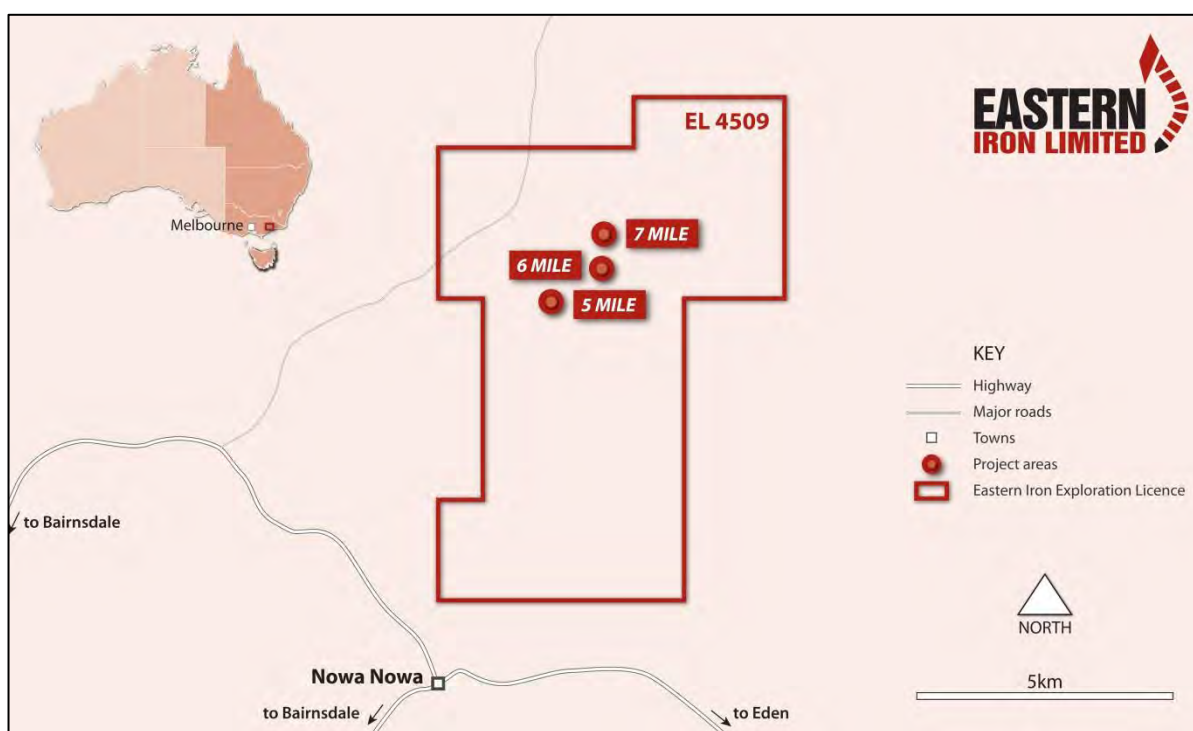 EASTERN
IRON LIMITED
EL 4509
Melbourne
7 MILE
6 MILE
5 MILE
KEY
Highway
Major roads
Towns
Project areas
Eastern Iron Exploration Licence
to Bairnsdale
NORTH
Nowa Nowa
5km
to Bairnsdale
to Eden